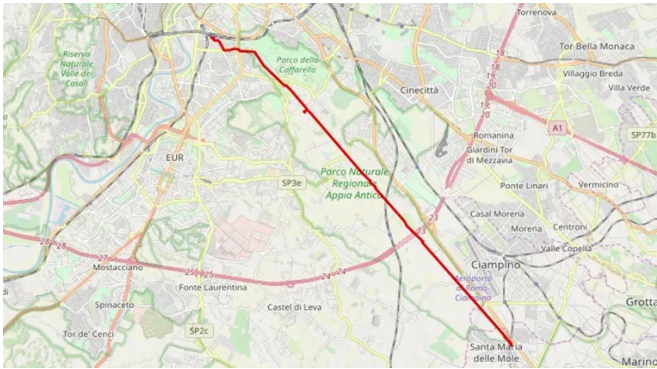 Torrenova
Riserva
Naturale
Valle dei
Casali
Parco della
Caffarella
18
19
20
Tor Bella Monaca
Villaggio Breda
Villa Verde
Cinecittà
20
A1
SP77b
Romanina
Giardini Tor
di Mezzavia
EUR
SP3e
Parco Naturale
Regionale
Appia Antica
Ponte Linari
Vermicino
23
Casal Morena
Morena
Centroni
Valle Copella
28
28
27
23
Mostacciano
25
25
24
24
Ciampino
Aeroporto
di Roma-
Ciampino
Fonte Laurentina
Spinaceto
Castel di Leva
Grotta
di
Tor de' Cenci
SP2c
Santa Maria
delle Mole
Marino